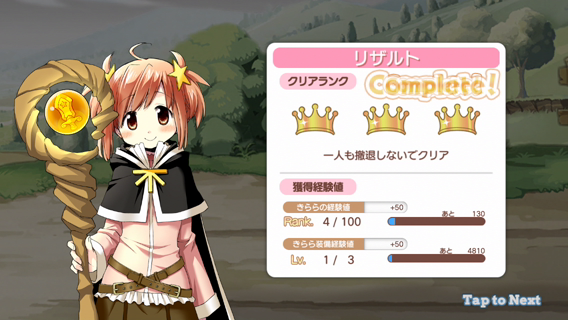 リザルト
クリアランク
Complete!
一人も撤退しないでクリア
獲得経験値
きららの経験値 +50
Rank. 4 / 100 あと 130
きらら装備経験値 +50
Lv. 1 / 3 あと 4810
Tap to Next